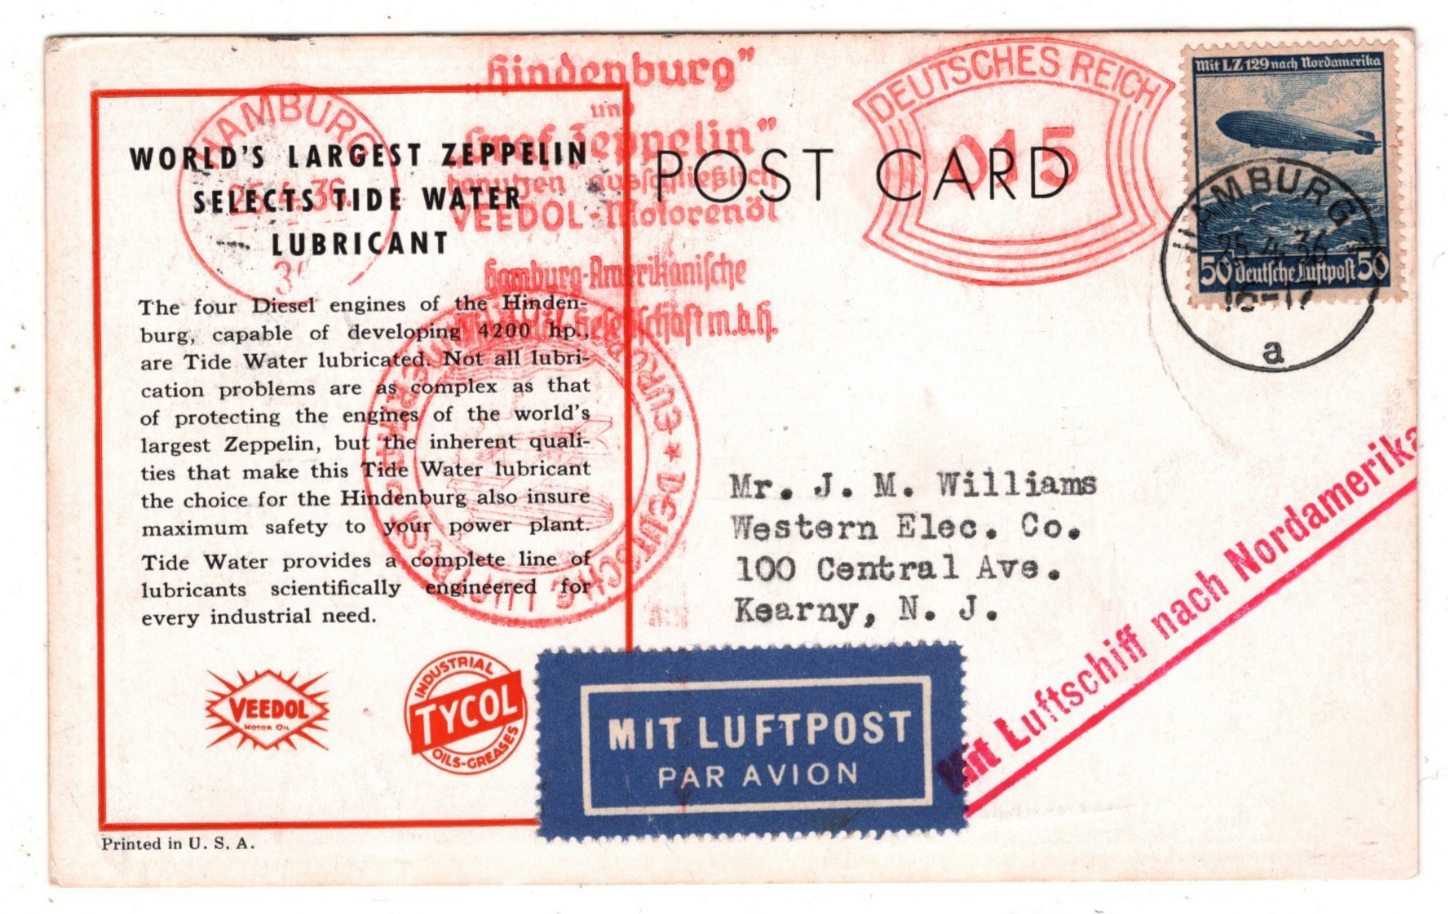 „Hindenburg"
und
Graf Zeppelin"
benutzen ausschließlich
VEEDOL-Motorenöl
Hamburg-Amerikanische
Gesellschaft m.b.H.
HAMBURG
25.4.36
DEUTSCHES REICH
015
Mit LZ 129 nach Nordamerika
50 Deutsche Luftpost 50
HAMBURG
25.4.36
16-17
a
POST CARD
WORLD'S LARGEST ZEPPELIN
SELECTS TIDE WATER
LUBRICANT
The four Diesel engines of the Hinden-
burg, capable of developing 4200 hp.,
are Tide Water lubricated. Not all lubri-
cation problems are as complex as that
of protecting the engines of the world's
largest Zeppelin, but the inherent quali-
ties that make this Tide Water lubricant
the choice for the Hindenburg also insure
maximum safety to your power plant.
Tide Water provides a complete line of
lubricants scientifically engineered for
every industrial need.
DEUTSCHE LUFTPOST
VEEDOL
MOTOR OIL
INDUSTRIAL
TYCOL
OILS-GREASES
Printed in U. S. A.
Mr. J. M. Williams
Western Elec. Co.
100 Central Ave.
Kearny, N. J.
MIT LUFTPOST
PAR AVION
Mit Luftschiff nach Nordamerika